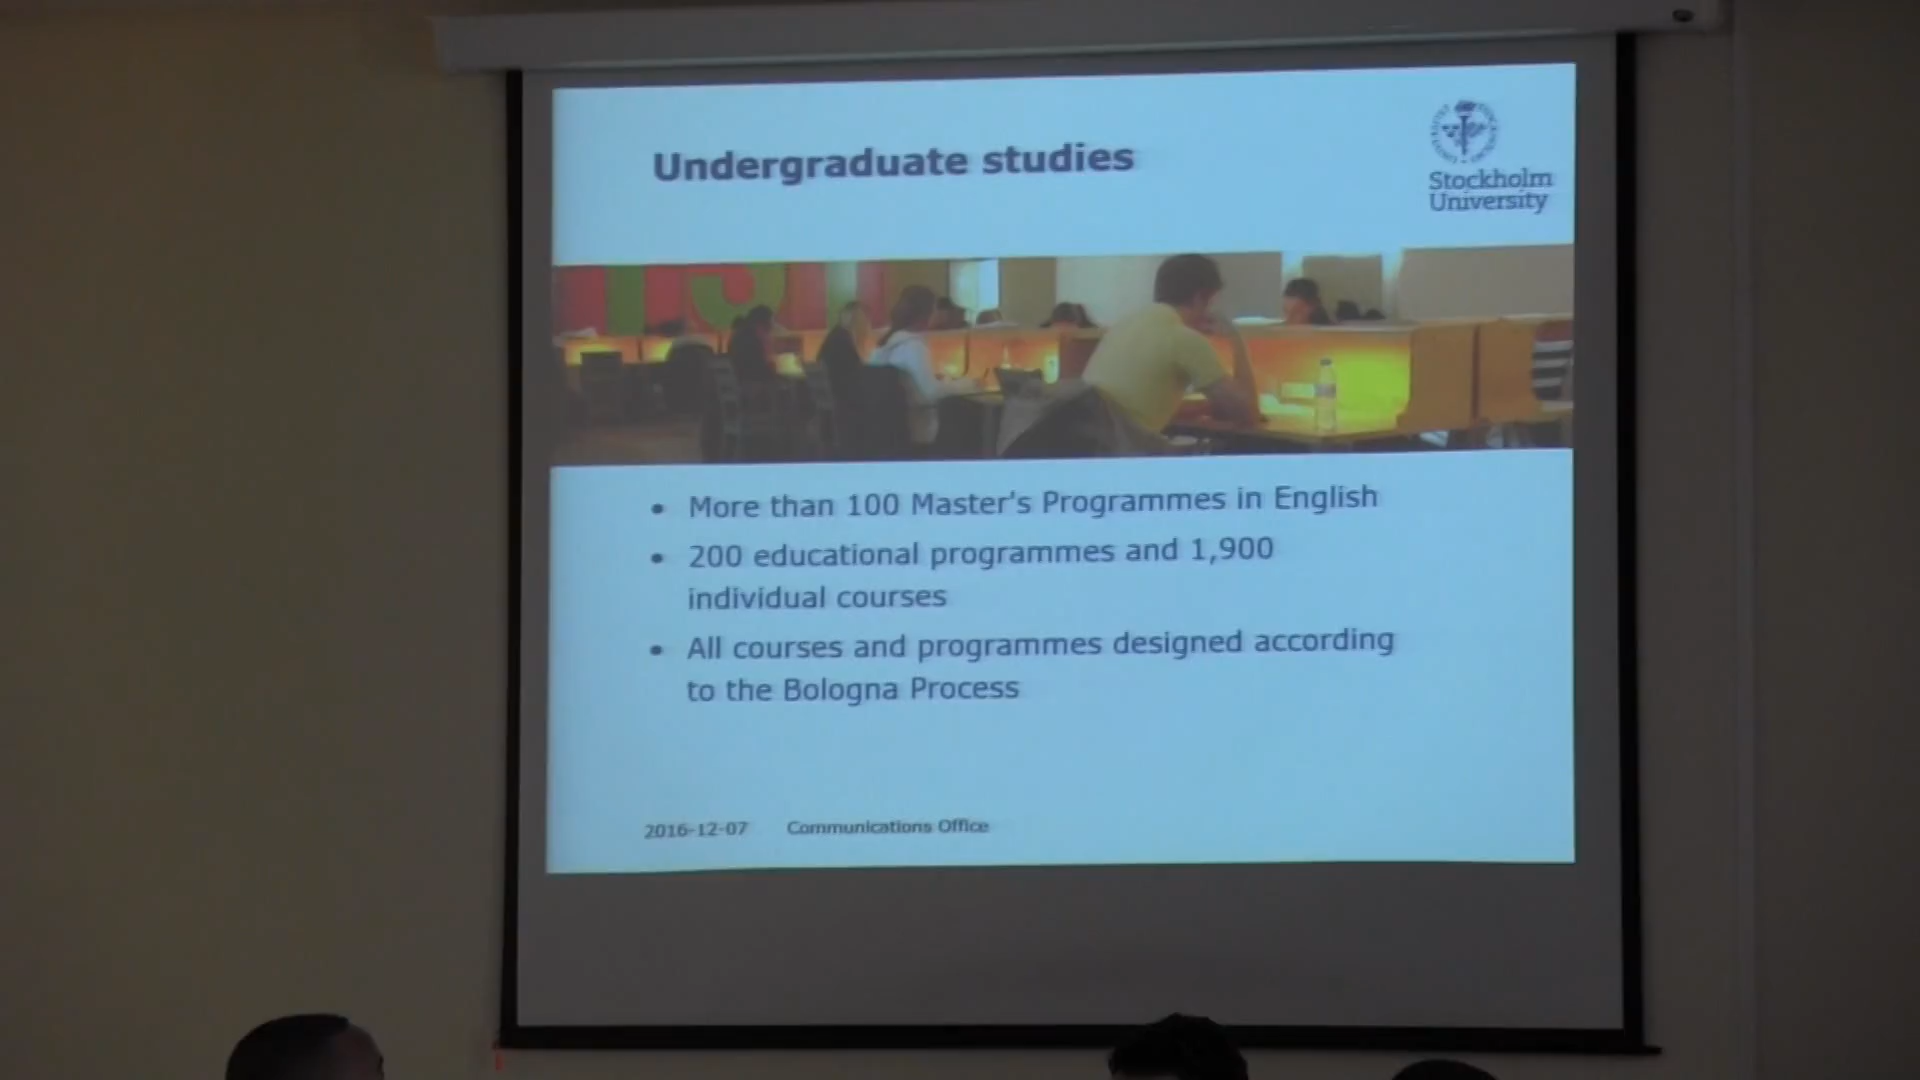 Undergraduate studies
Stockholm
University
• More than 100 Master's Programmes in English
• 200 educational programmes and 1,900
individual courses
• All courses and programmes designed according
to the Bologna Process
2016-12-07 Communications Office